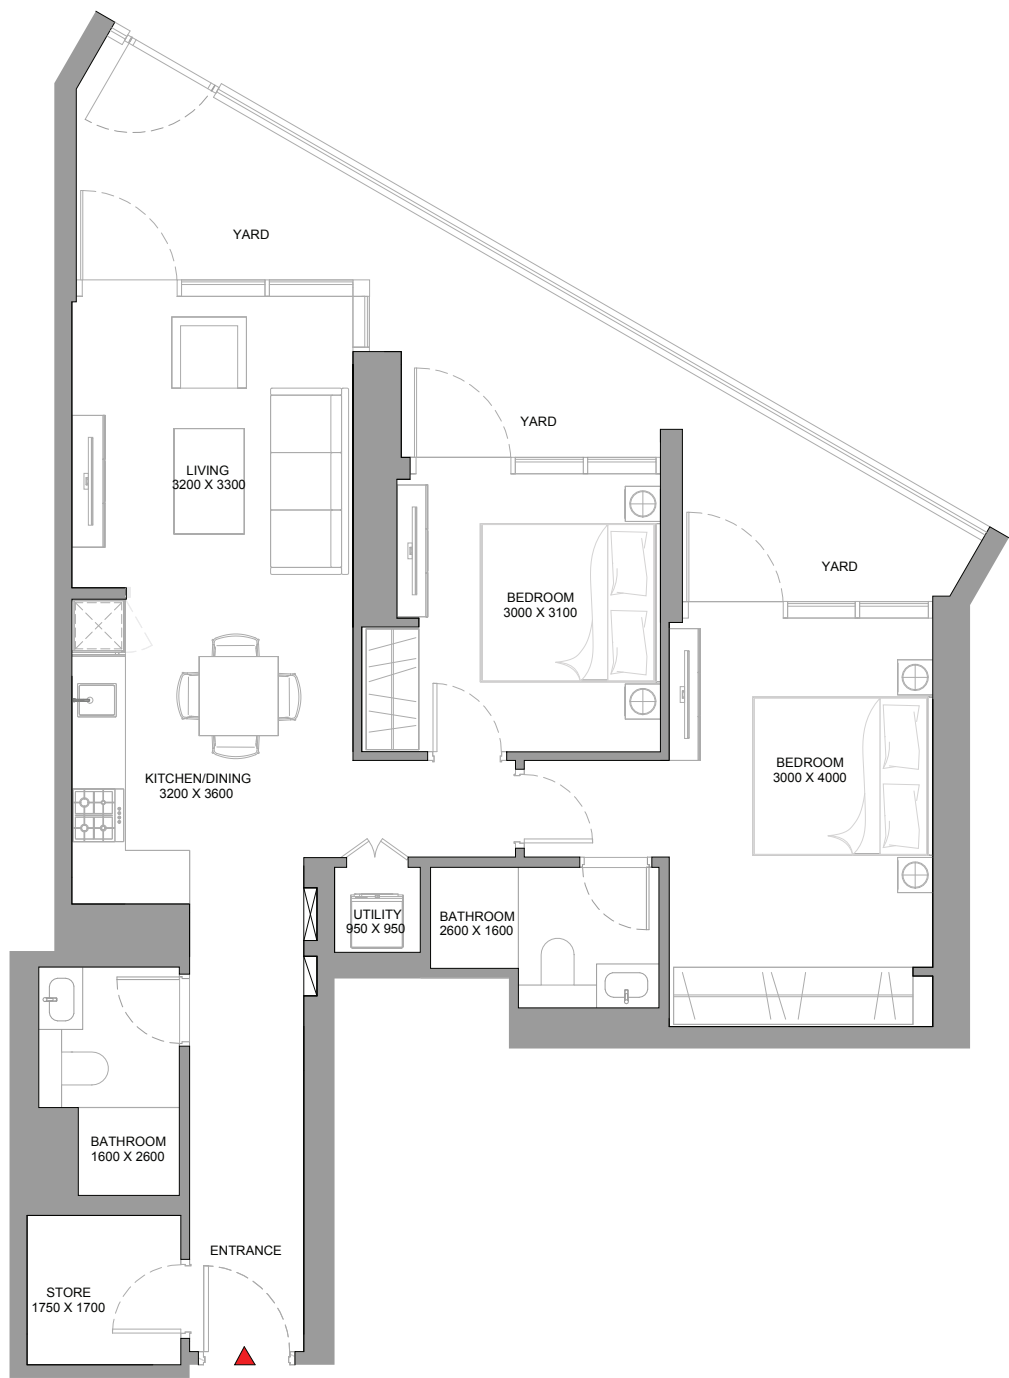 YARD
YARD
LIVING
3200 X 3300
YARD
BEDROOM
3000 X 3100
BEDROOM
3000 X 4000
KITCHEN/DINING
3200 X 3600
UTILITY
950 X 950
BATHROOM
2600 X 1600
BATHROOM
1600 X 2600
ENTRANCE
STORE
1750 X 1700